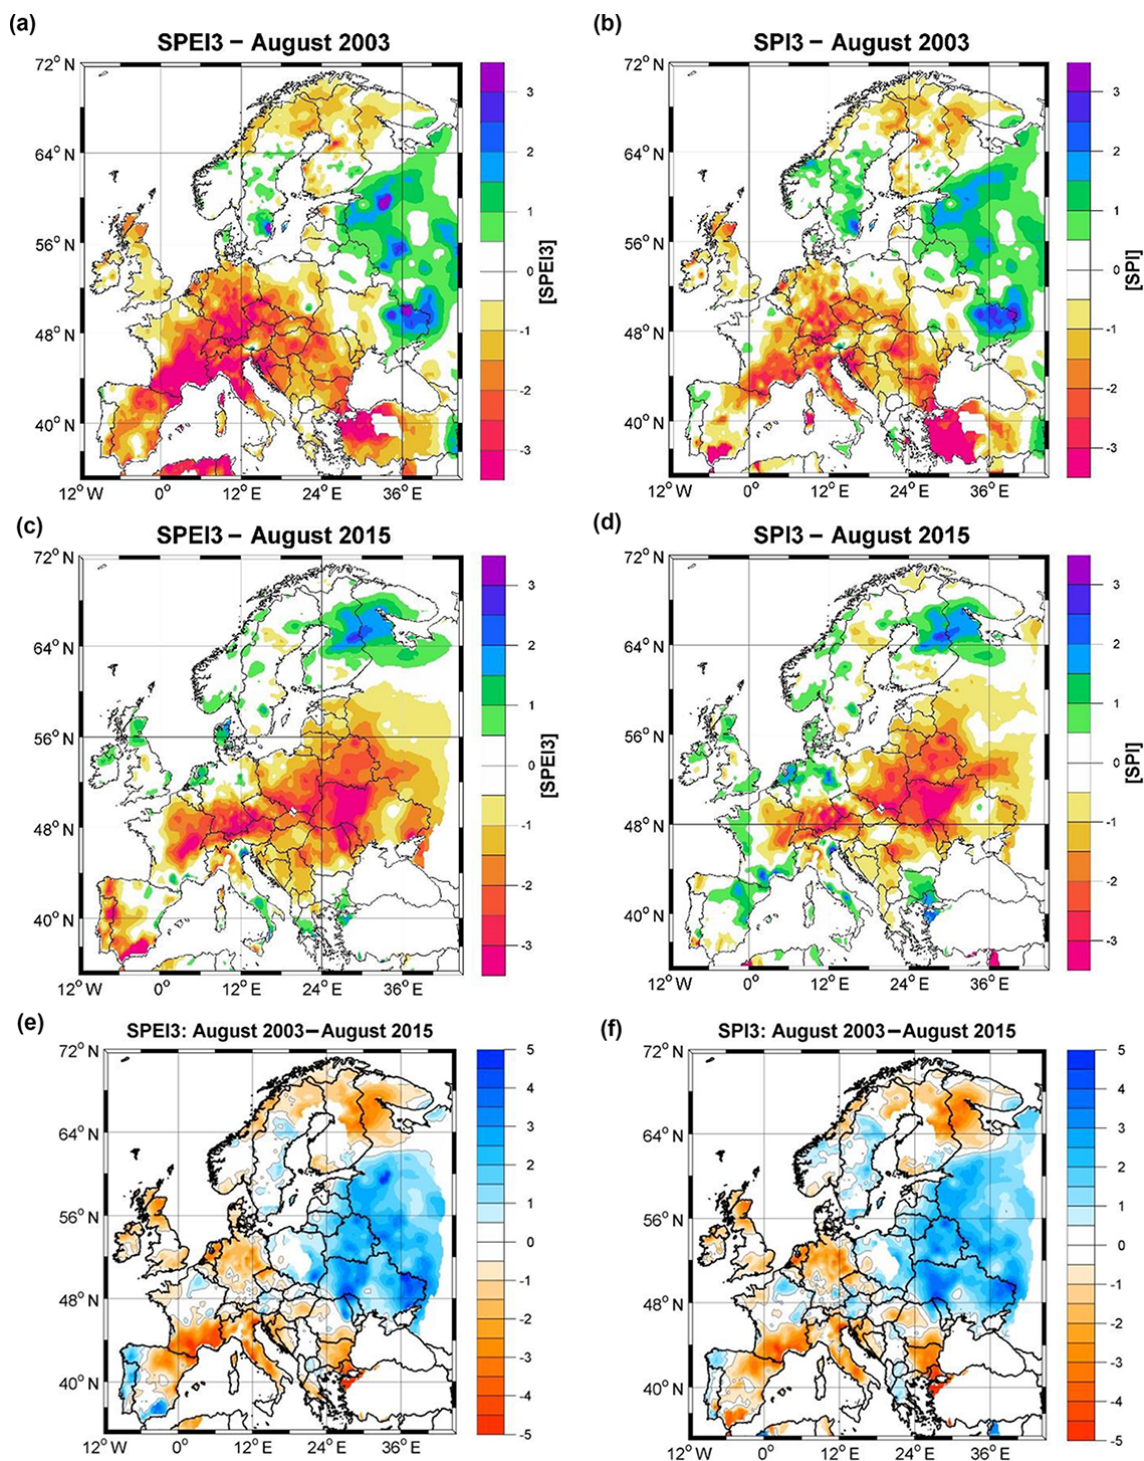 (a)
SPEI3 – August 2003
72° N
64° N
56° N
48° N
40° N
12° W
0°
12° E
24° E
36° E
3
2
1
0
-1
-2
-3
[SPEI3]
(b)
SPI3 – August 2003
72° N
64° N
56° N
48° N
40° N
12° W
0°
12° E
24° E
36° E
3
2
1
0
-1
-2
-3
[SPI]
(c)
SPEI3 – August 2015
72° N
64° N
56° N
48° N
40° N
12° W
0°
12° E
24° E
36° E
3
2
1
0
-1
-2
-3
[SPEI3]
(d)
SPI3 – August 2015
72° N
64° N
56° N
48° N
40° N
12° W
0°
12° E
24° E
36° E
3
2
1
0
-1
-2
-3
[SPI]
(e)
SPEI3: August 2003–August 2015
72° N
64° N
56° N
48° N
40° N
12° W
0°
12° E
24° E
36° E
5
4
3
2
1
0
-1
-2
-3
-4
-5
(f)
SPI3: August 2003–August 2015
72° N
64° N
56° N
48° N
40° N
12° W
0°
12° E
24° E
36° E
5
4
3
2
1
0
-1
-2
-3
-4
-5